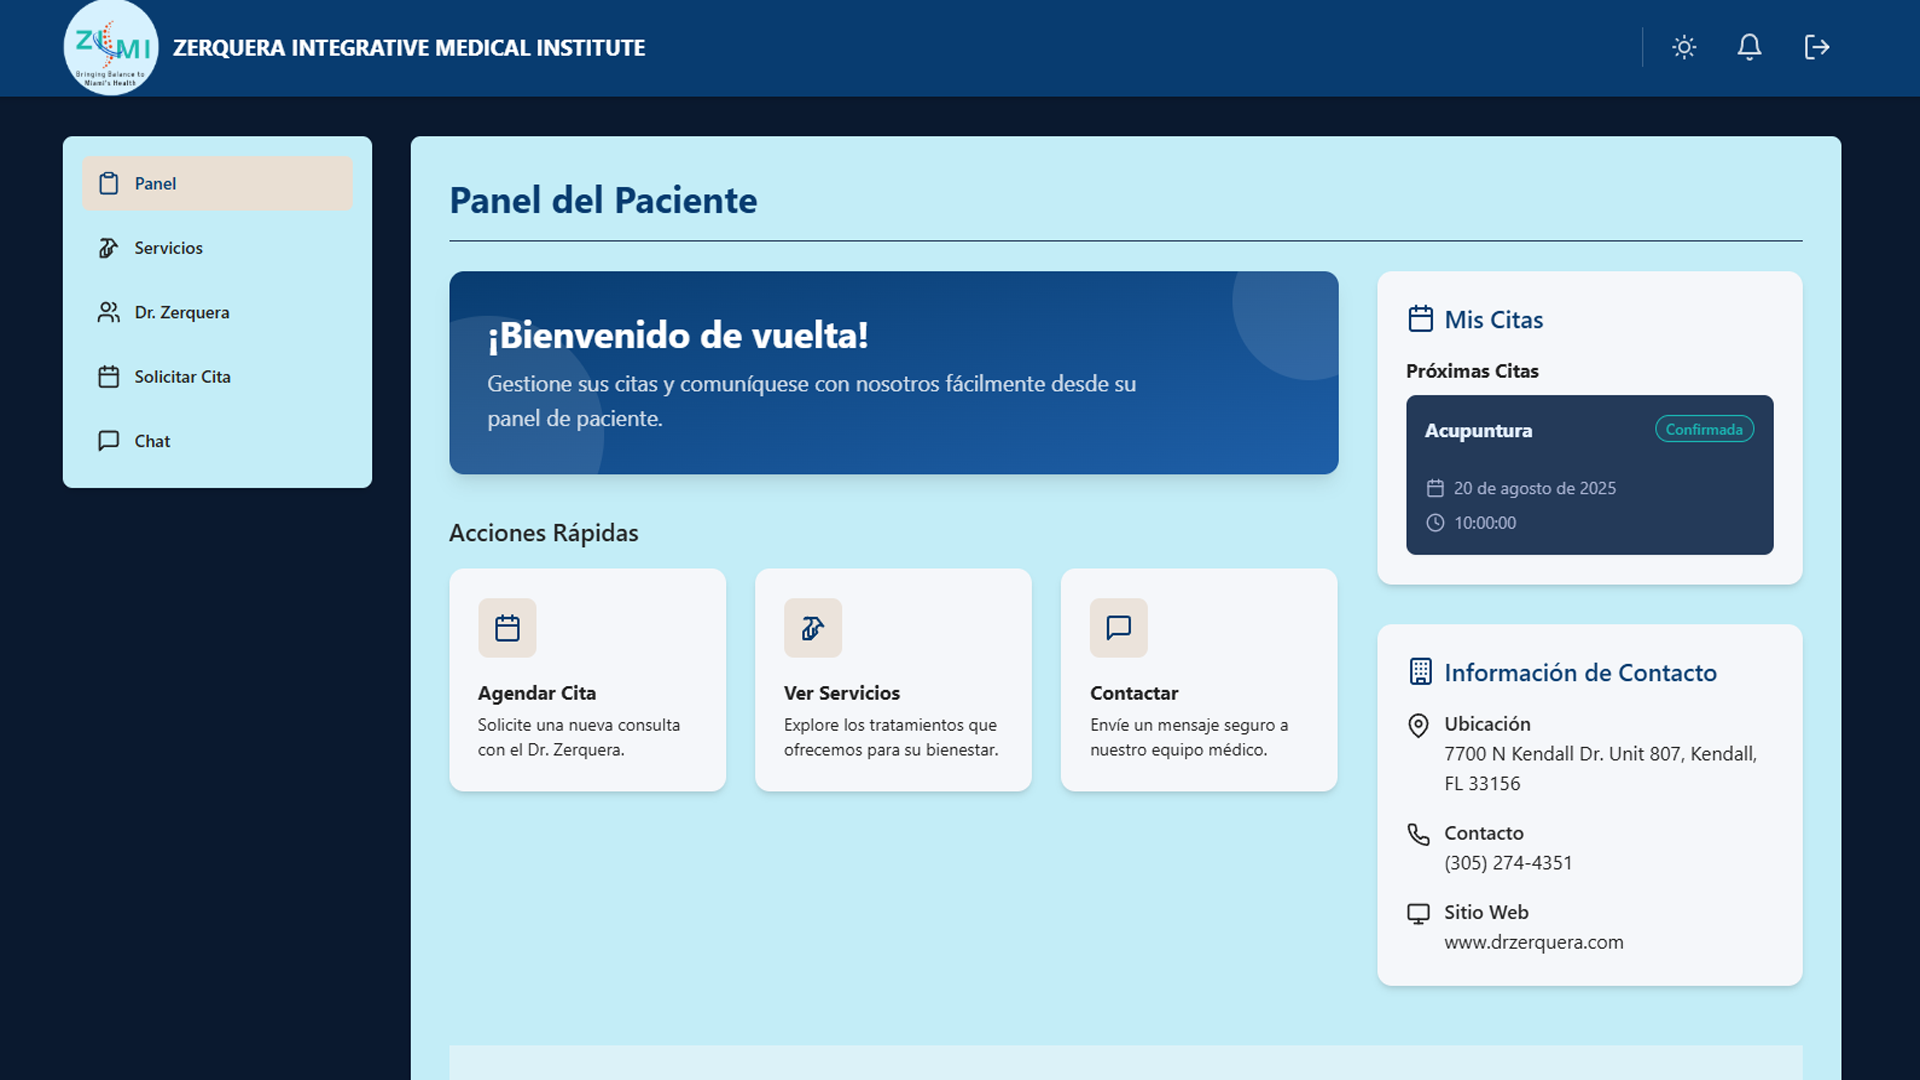 ZIMI
Bringing Balance to
Miami's Health
ZERQUERA INTEGRATIVE MEDICAL INSTITUTE
Panel
Servicios
Dr. Zerquera
Solicitar Cita
Chat
Panel del Paciente
¡Bienvenido de vuelta!
Gestione sus citas y comuníquese con nosotros fácilmente desde su
panel de paciente.
Acciones Rápidas
Agendar Cita
Solicite una nueva consulta
con el Dr. Zerquera.
Ver Servicios
Explore los tratamientos que
ofrecemos para su bienestar.
Contactar
Envíe un mensaje seguro a
nuestro equipo médico.
Mis Citas
Próximas Citas
Acupuntura
Confirmada
20 de agosto de 2025
10:00:00
Información de Contacto
Ubicación
7700 N Kendall Dr. Unit 807, Kendall,
FL 33156
Contacto
(305) 274-4351
Sitio Web
www.drzerquera.com